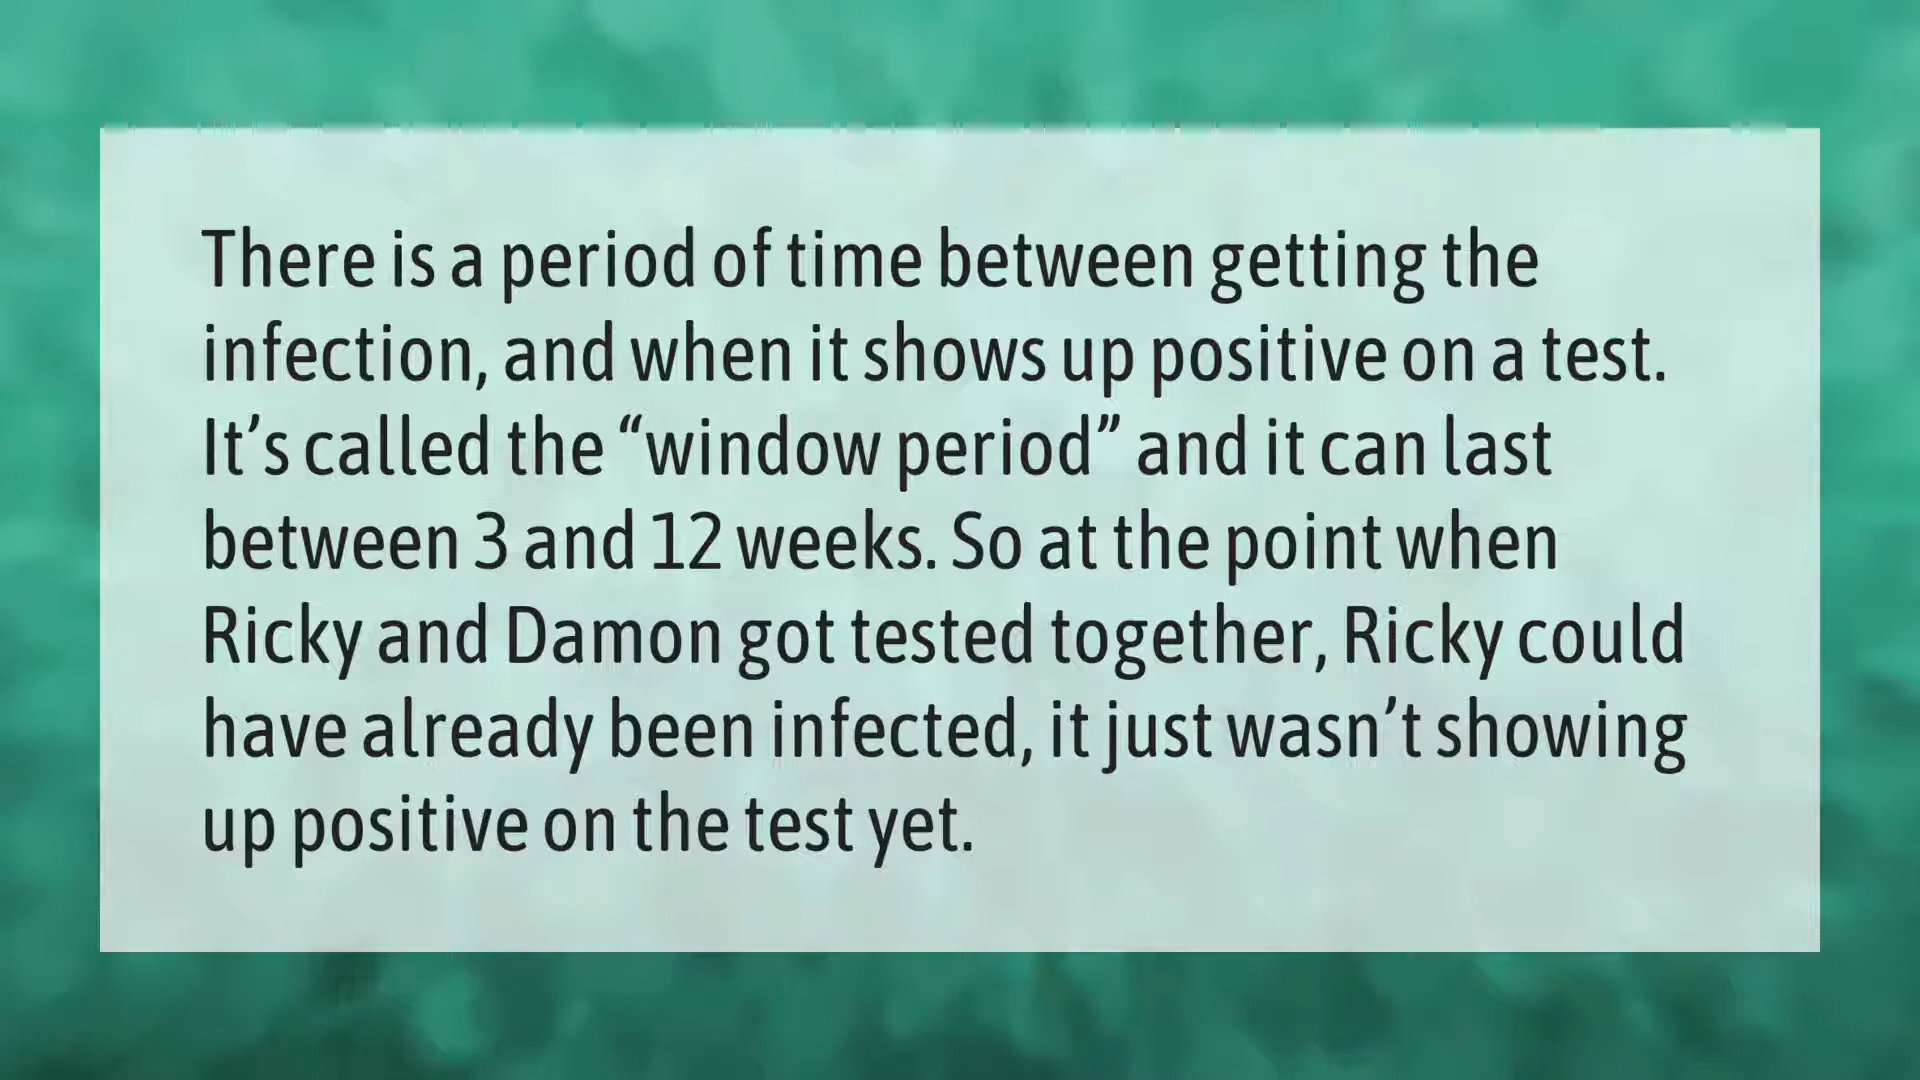 There is a period of time between getting the
infection, and when it shows up positive on a test.
It’s called the “window period” and it can last
between 3 and 12 weeks. So at the point when
Ricky and Damon got tested together, Ricky could
have already been infected, it just wasn’t showing
up positive on the test yet.